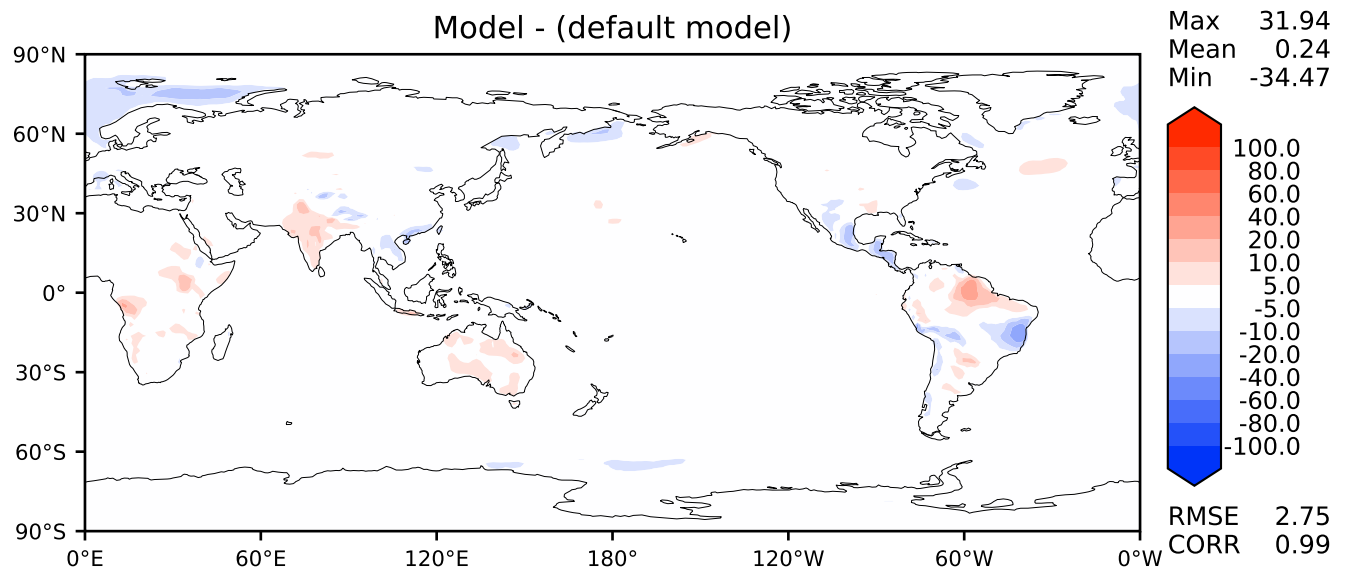 Model - (default model)
Max 31.94
Mean 0.24
Min -34.47
90°N
60°N
30°N
0°
30°S
60°S
90°S
0°E 60°E 120°E 180° 120°W 60°W 0°W
100.0
80.0
60.0
40.0
20.0
10.0
5.0
-5.0
-10.0
-20.0
-40.0
-60.0
-80.0
-100.0
RMSE 2.75
CORR 0.99